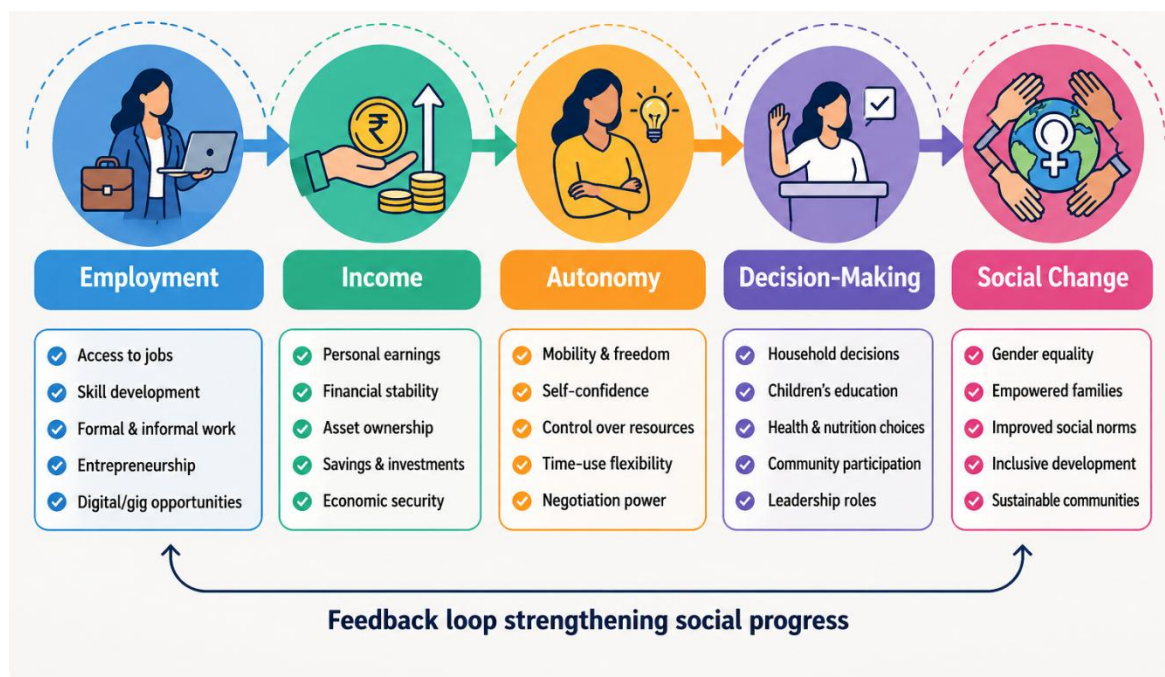 ₹
Employment
Access to jobs
Skill development
Formal & informal work
Entrepreneurship
Digital/gig opportunities
Income
Personal earnings
Financial stability
Asset ownership
Savings & investments
Economic security
Autonomy
Mobility & freedom
Self-confidence
Control over resources
Time-use flexibility
Negotiation power
Decision-Making
Household decisions
Children's education
Health & nutrition choices
Community participation
Leadership roles
Social Change
Gender equality
Empowered families
Improved social norms
Inclusive development
Sustainable communities
Feedback loop strengthening social progress